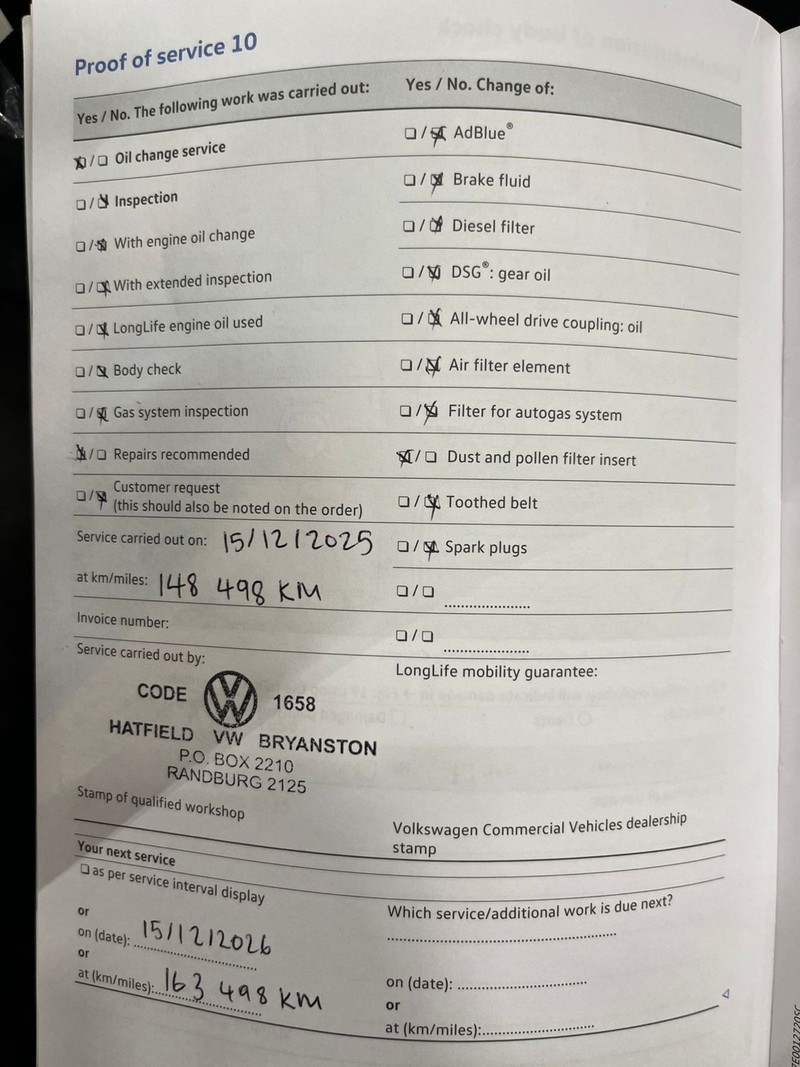 Proof of service 10
Yes / No. The following work was carried out:
☒/☐ Oil change service
☐/☒ Inspection
☐/☒ With engine oil change
☐/☒ With extended inspection
☐/☒ LongLife engine oil used
☐/☒ Body check
☐/☒ Gas system inspection
☒/☐ Repairs recommended
☐/☒ Customer request
(this should also be noted on the order)
Service carried out on: 15/12/2025
at km/miles: 148 498 KM
Invoice number:
Service carried out by:
CODE VW 1658
HATFIELD VW BRYANSTON
P.O. BOX 2210
RANDBURG 2125
Stamp of qualified workshop
Yes / No. Change of:
☐/☒ AdBlue®
☐/☒ Brake fluid
☐/☒ Diesel filter
☐/☒ DSG®: gear oil
☐/☒ All-wheel drive coupling: oil
☐/☒ Air filter element
☐/☒ Filter for autogas system
☒/☐ Dust and pollen filter insert
☐/☒ Toothed belt
☐/☒ Spark plugs
☐/☐ ....................
☐/☐ ....................
LongLife mobility guarantee:
Volkswagen Commercial Vehicles dealership
stamp
Your next service
☐ as per service interval display
or
on (date): 15/12/2026
or
at (km/miles): 163 498 KM
Which service/additional work is due next?
on (date): ....................
or
at (km/miles): ....................